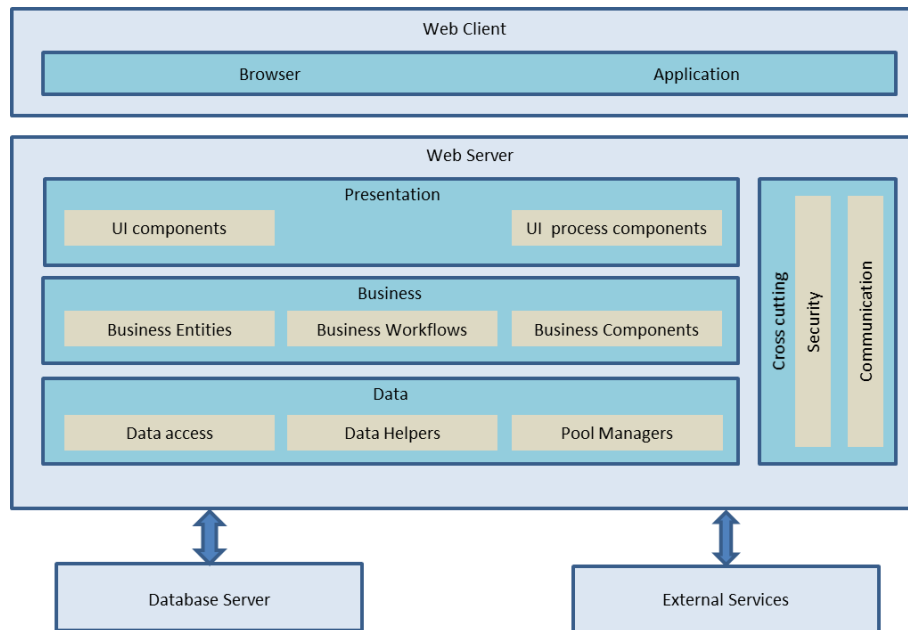 Web Client
Browser Application
Web Server
Presentation
UI components UI process components
Business
Business Entities Business Workflows Business Components
Data
Data access Data Helpers Pool Managers
Cross cutting
Security
Communication
Database Server
External Services